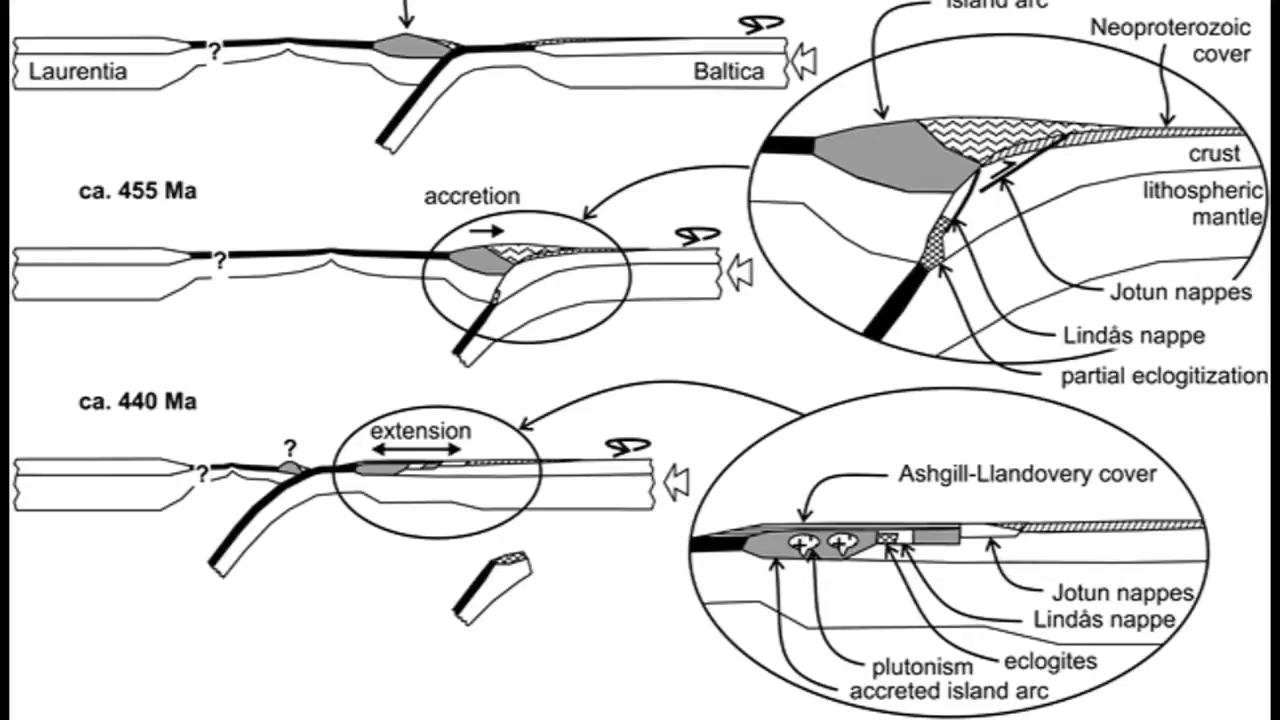 island arc
Neoproterozoic
cover
?
Laurentia
Baltica
crust
lithospheric
mantle
ca. 455 Ma
accretion
?
Jotun nappes
Lindås nappe
partial eclogitization
ca. 440 Ma
extension
?
?
Ashgill-Llandovery cover
Jotun nappes
Lindås nappe
eclogites
plutonism
accreted island arc